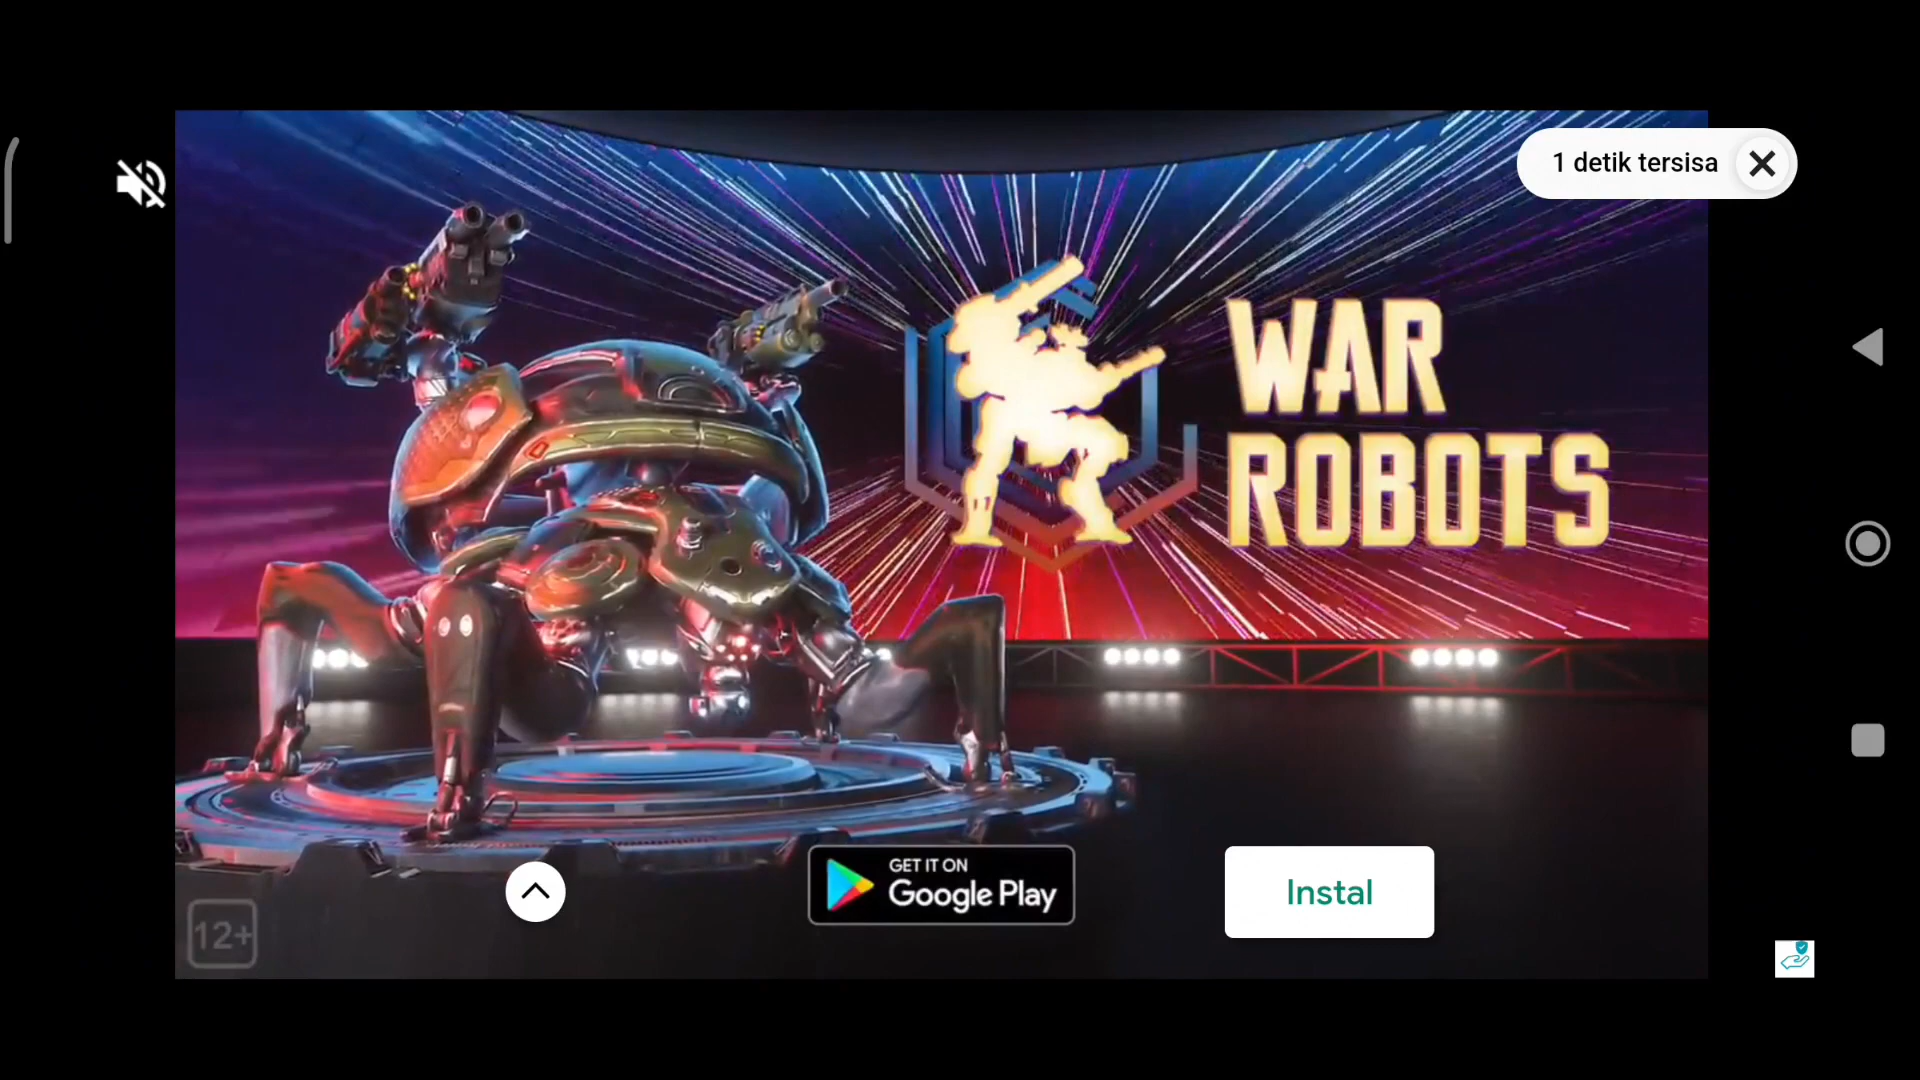 1 detik tersisa
WAR
ROBOTS
GET IT ON
Google Play
Instal
12+